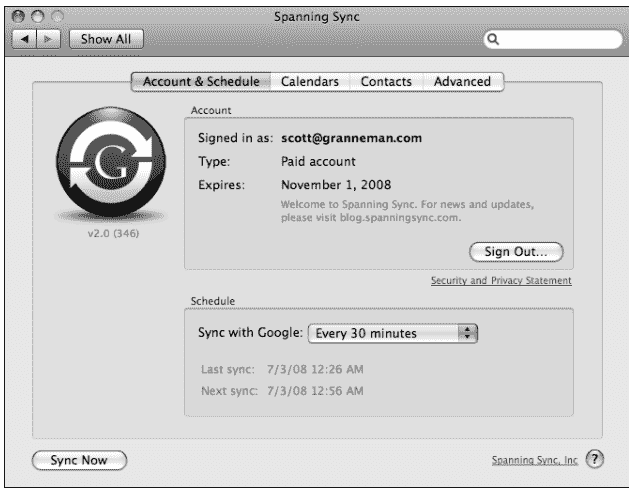 Spanning Sync
Show All
Account & Schedule Calendars Contacts Advanced
Account
Signed in as: scott@granneman.com
Type: Paid account
Expires: November 1, 2008
Welcome to Spanning Sync. For news and updates,
please visit blog.spanningsync.com.
G
v2.0 (346)
Sign Out...
Security and Privacy Statement
Schedule
Sync with Google: Every 30 minutes
Last sync: 7/3/08 12:26 AM
Next sync: 7/3/08 12:56 AM
Sync Now
Spanning Sync, Inc ?